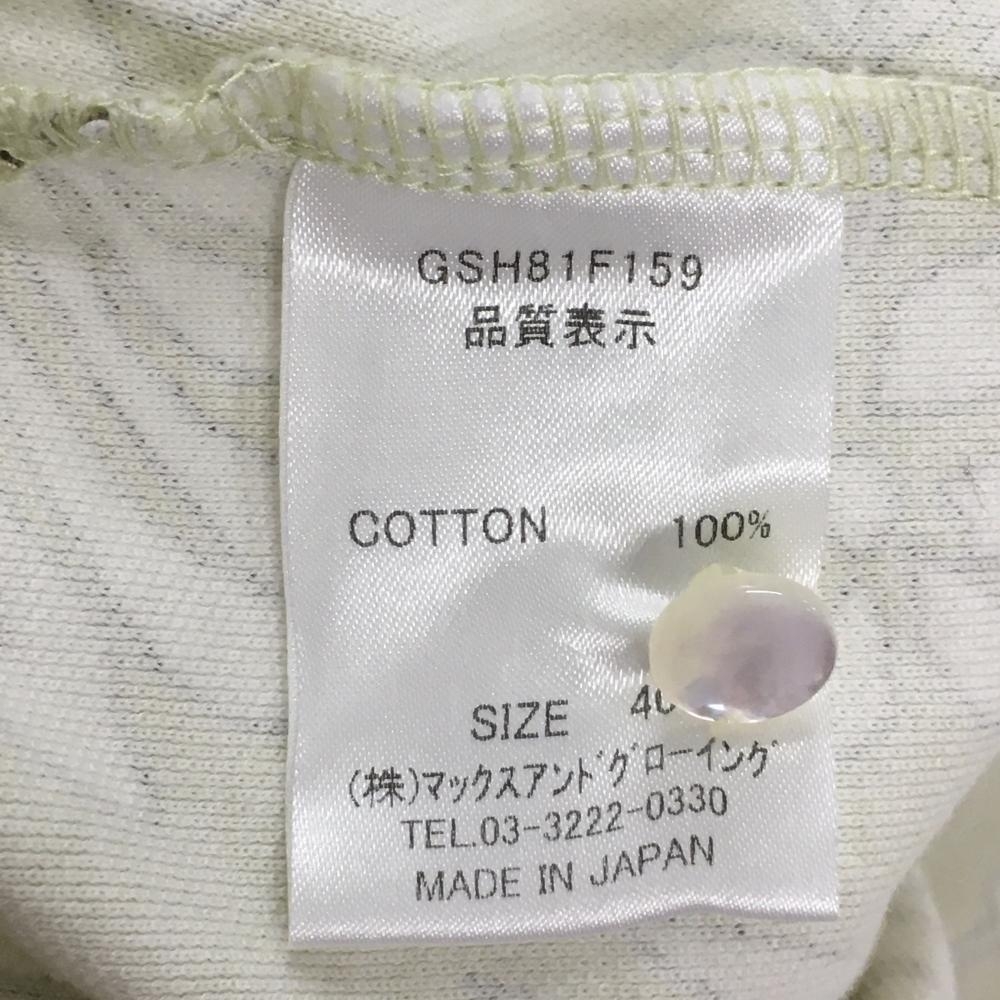 GSH81F159
品質表示
COTTON 100%
SIZE 40
(株)マックスアンドグローイング
TEL.03-3222-0330
MADE IN JAPAN